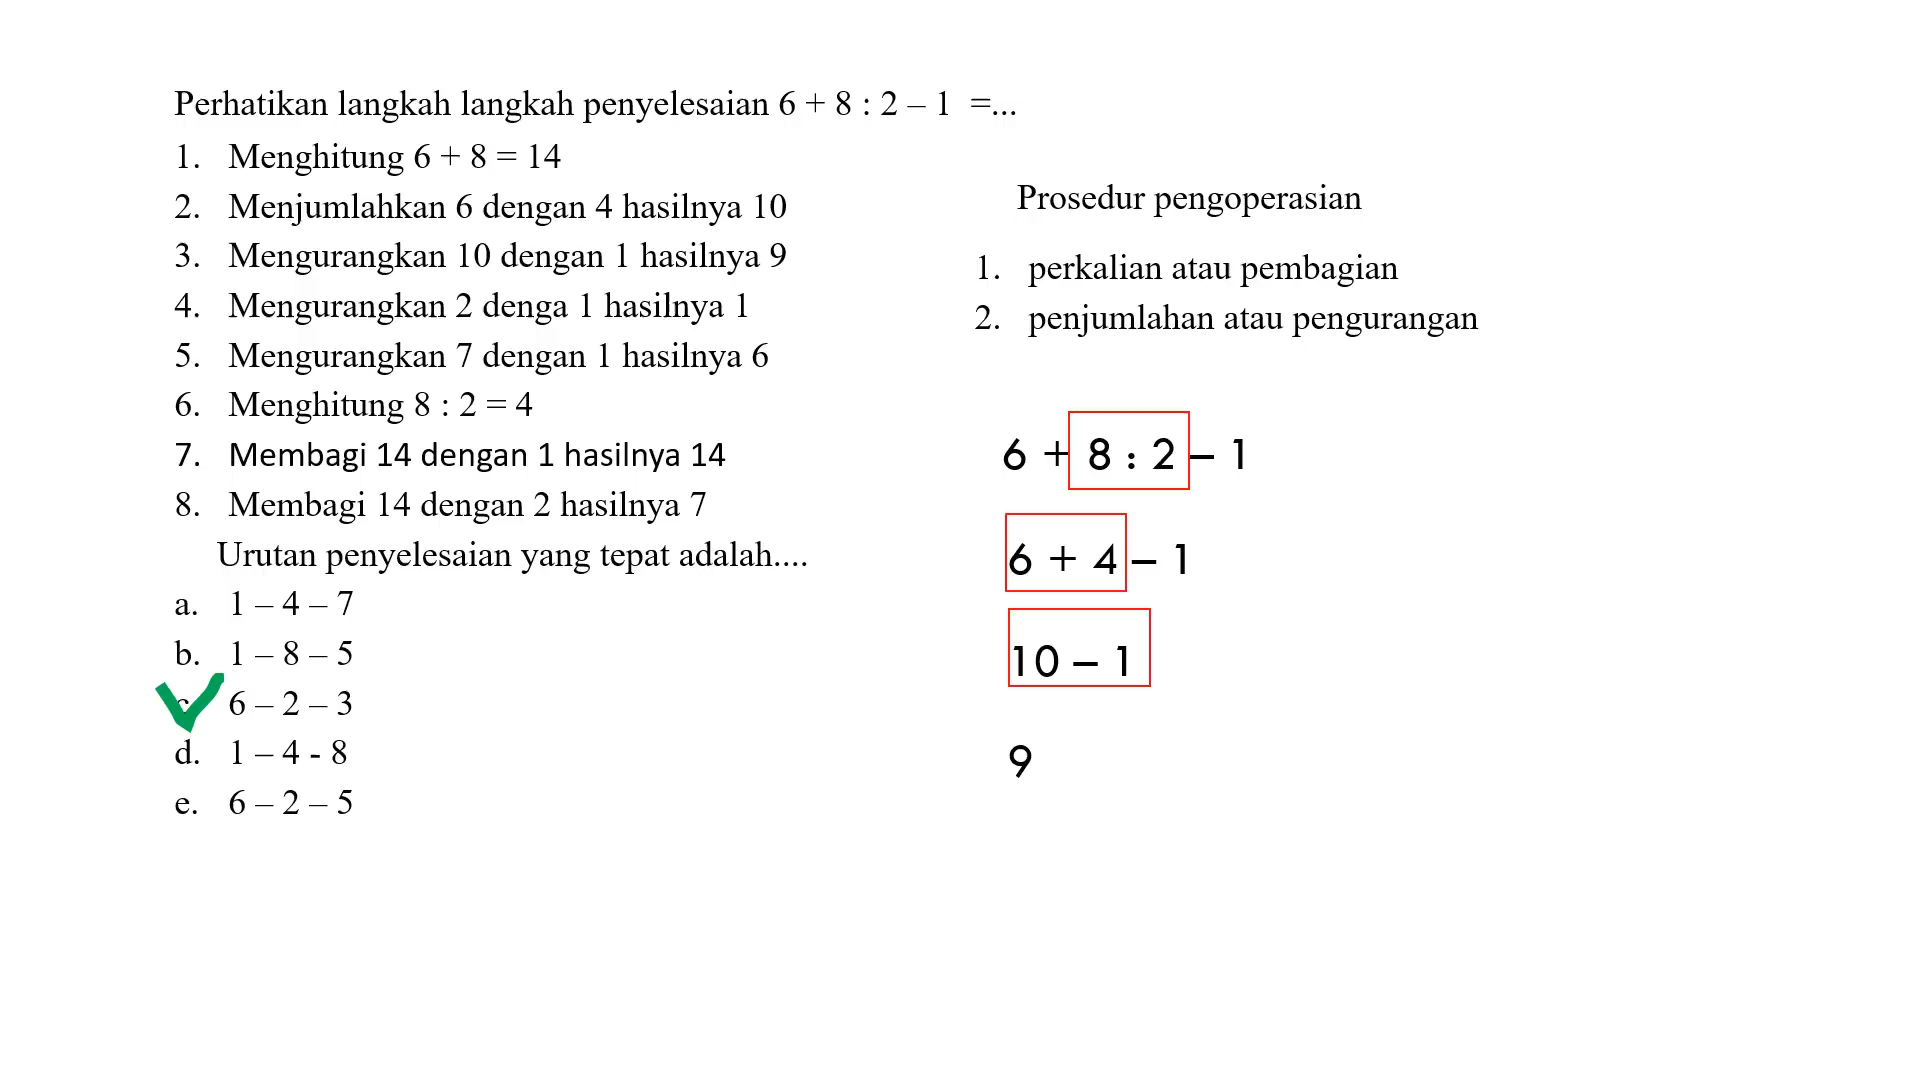 Perhatikan langkah langkah penyelesaian 6 + 8 : 2 – 1 =...
1. Menghitung 6 + 8 = 14
2. Menjumlahkan 6 dengan 4 hasilnya 10
3. Mengurangkan 10 dengan 1 hasilnya 9
4. Mengurangkan 2 denga 1 hasilnya 1
5. Mengurangkan 7 dengan 1 hasilnya 6
6. Menghitung 8 : 2 = 4
7. Membagi 14 dengan 1 hasilnya 14
8. Membagi 14 dengan 2 hasilnya 7
Urutan penyelesaian yang tepat adalah....
a. 1 – 4 – 7
b. 1 – 8 – 5
c. 6 – 2 – 3
d. 1 – 4 - 8
e. 6 – 2 – 5
Prosedur pengoperasian
1. perkalian atau pembagian
2. penjumlahan atau pengurangan
6 + 8 : 2 – 1
6 + 4 – 1
10 – 1
9